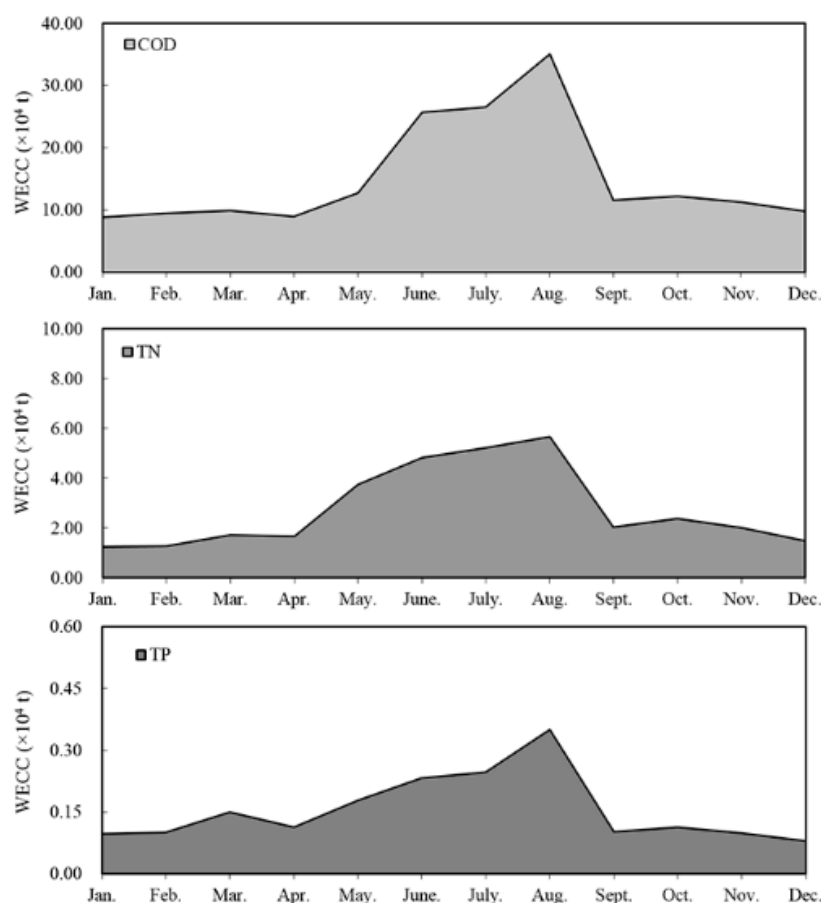 40.00
COD
30.00
20.00
10.00
0.00
WECC (×10⁴ t)
Jan. Feb. Mar. Apr. May. June. July. Aug. Sept. Oct. Nov. Dec.
10.00
TN
8.00
6.00
4.00
2.00
0.00
WECC (×10⁴ t)
Jan. Feb. Mar. Apr. May. June. July. Aug. Sept. Oct. Nov. Dec.
0.60
TP
0.45
0.30
0.15
0.00
WECC (×10⁴ t)
Jan. Feb. Mar. Apr. May. June. July. Aug. Sept. Oct. Nov. Dec.